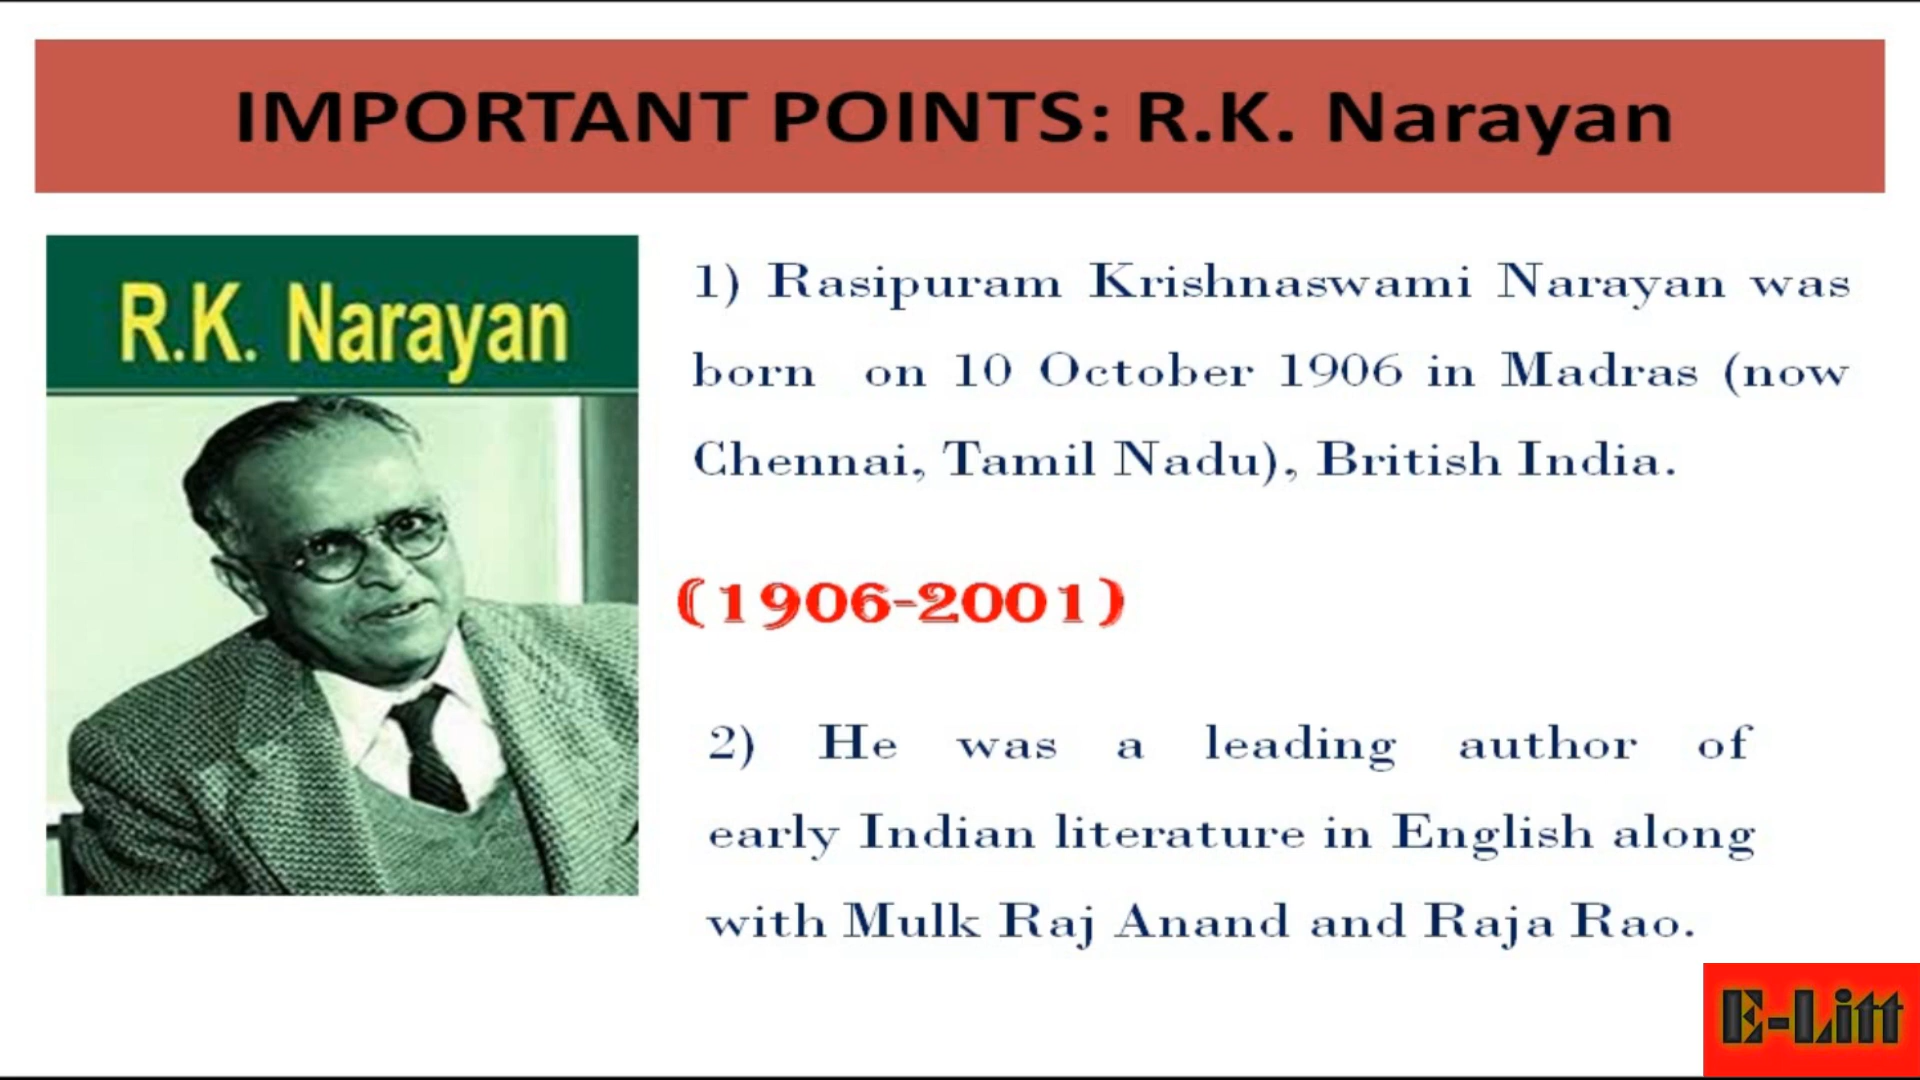 IMPORTANT POINTS: R.K. Narayan
R.K. Narayan
1) Rasipuram Krishnaswami Narayan was
born on 10 October 1906 in Madras (now
Chennai, Tamil Nadu), British India.
(1906-2001)
2) He was a leading author of
early Indian literature in English along
with Mulk Raj Anand and Raja Rao.
E-Litt